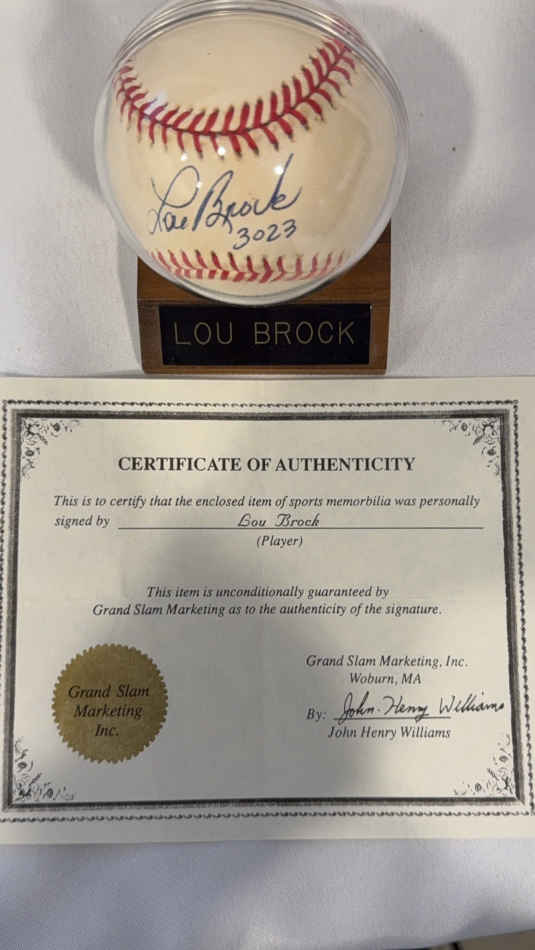 Lou Brock
3023
LOU BROCK
CERTIFICATE OF AUTHENTICITY
This is to certify that the enclosed item of sports memorbilia was personally
signed by Lou Brock
(Player)
This item is unconditionally guaranteed by
Grand Slam Marketing as to the authenticity of the signature.
Grand Slam
Marketing
Inc.
Grand Slam Marketing, Inc.
Woburn, MA
By: John-Henry Williams
John Henry Williams